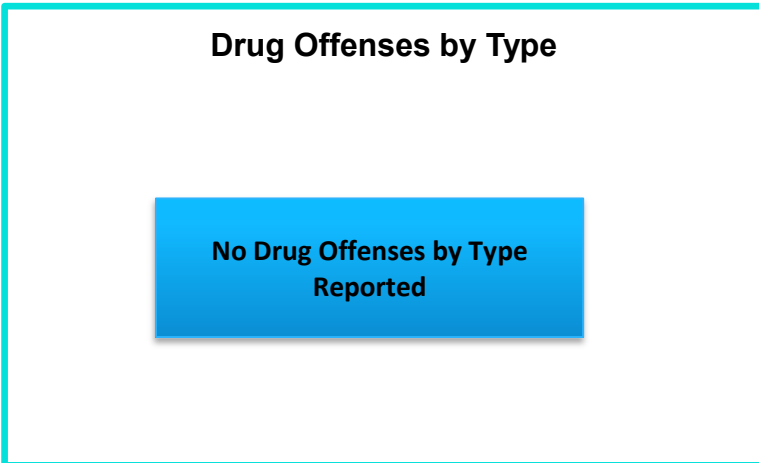 Drug Offenses by Type
No Drug Offenses by Type
Reported